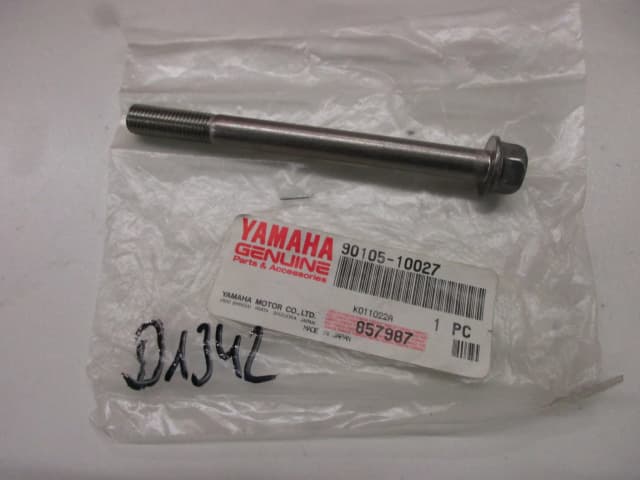 YAMAHA
GENUINE
Parts & Accessories
90105-10027
YAMAHA MOTOR CO., LTD.
K011022A
1 PC
MADE IN JAPAN
857987
D1342